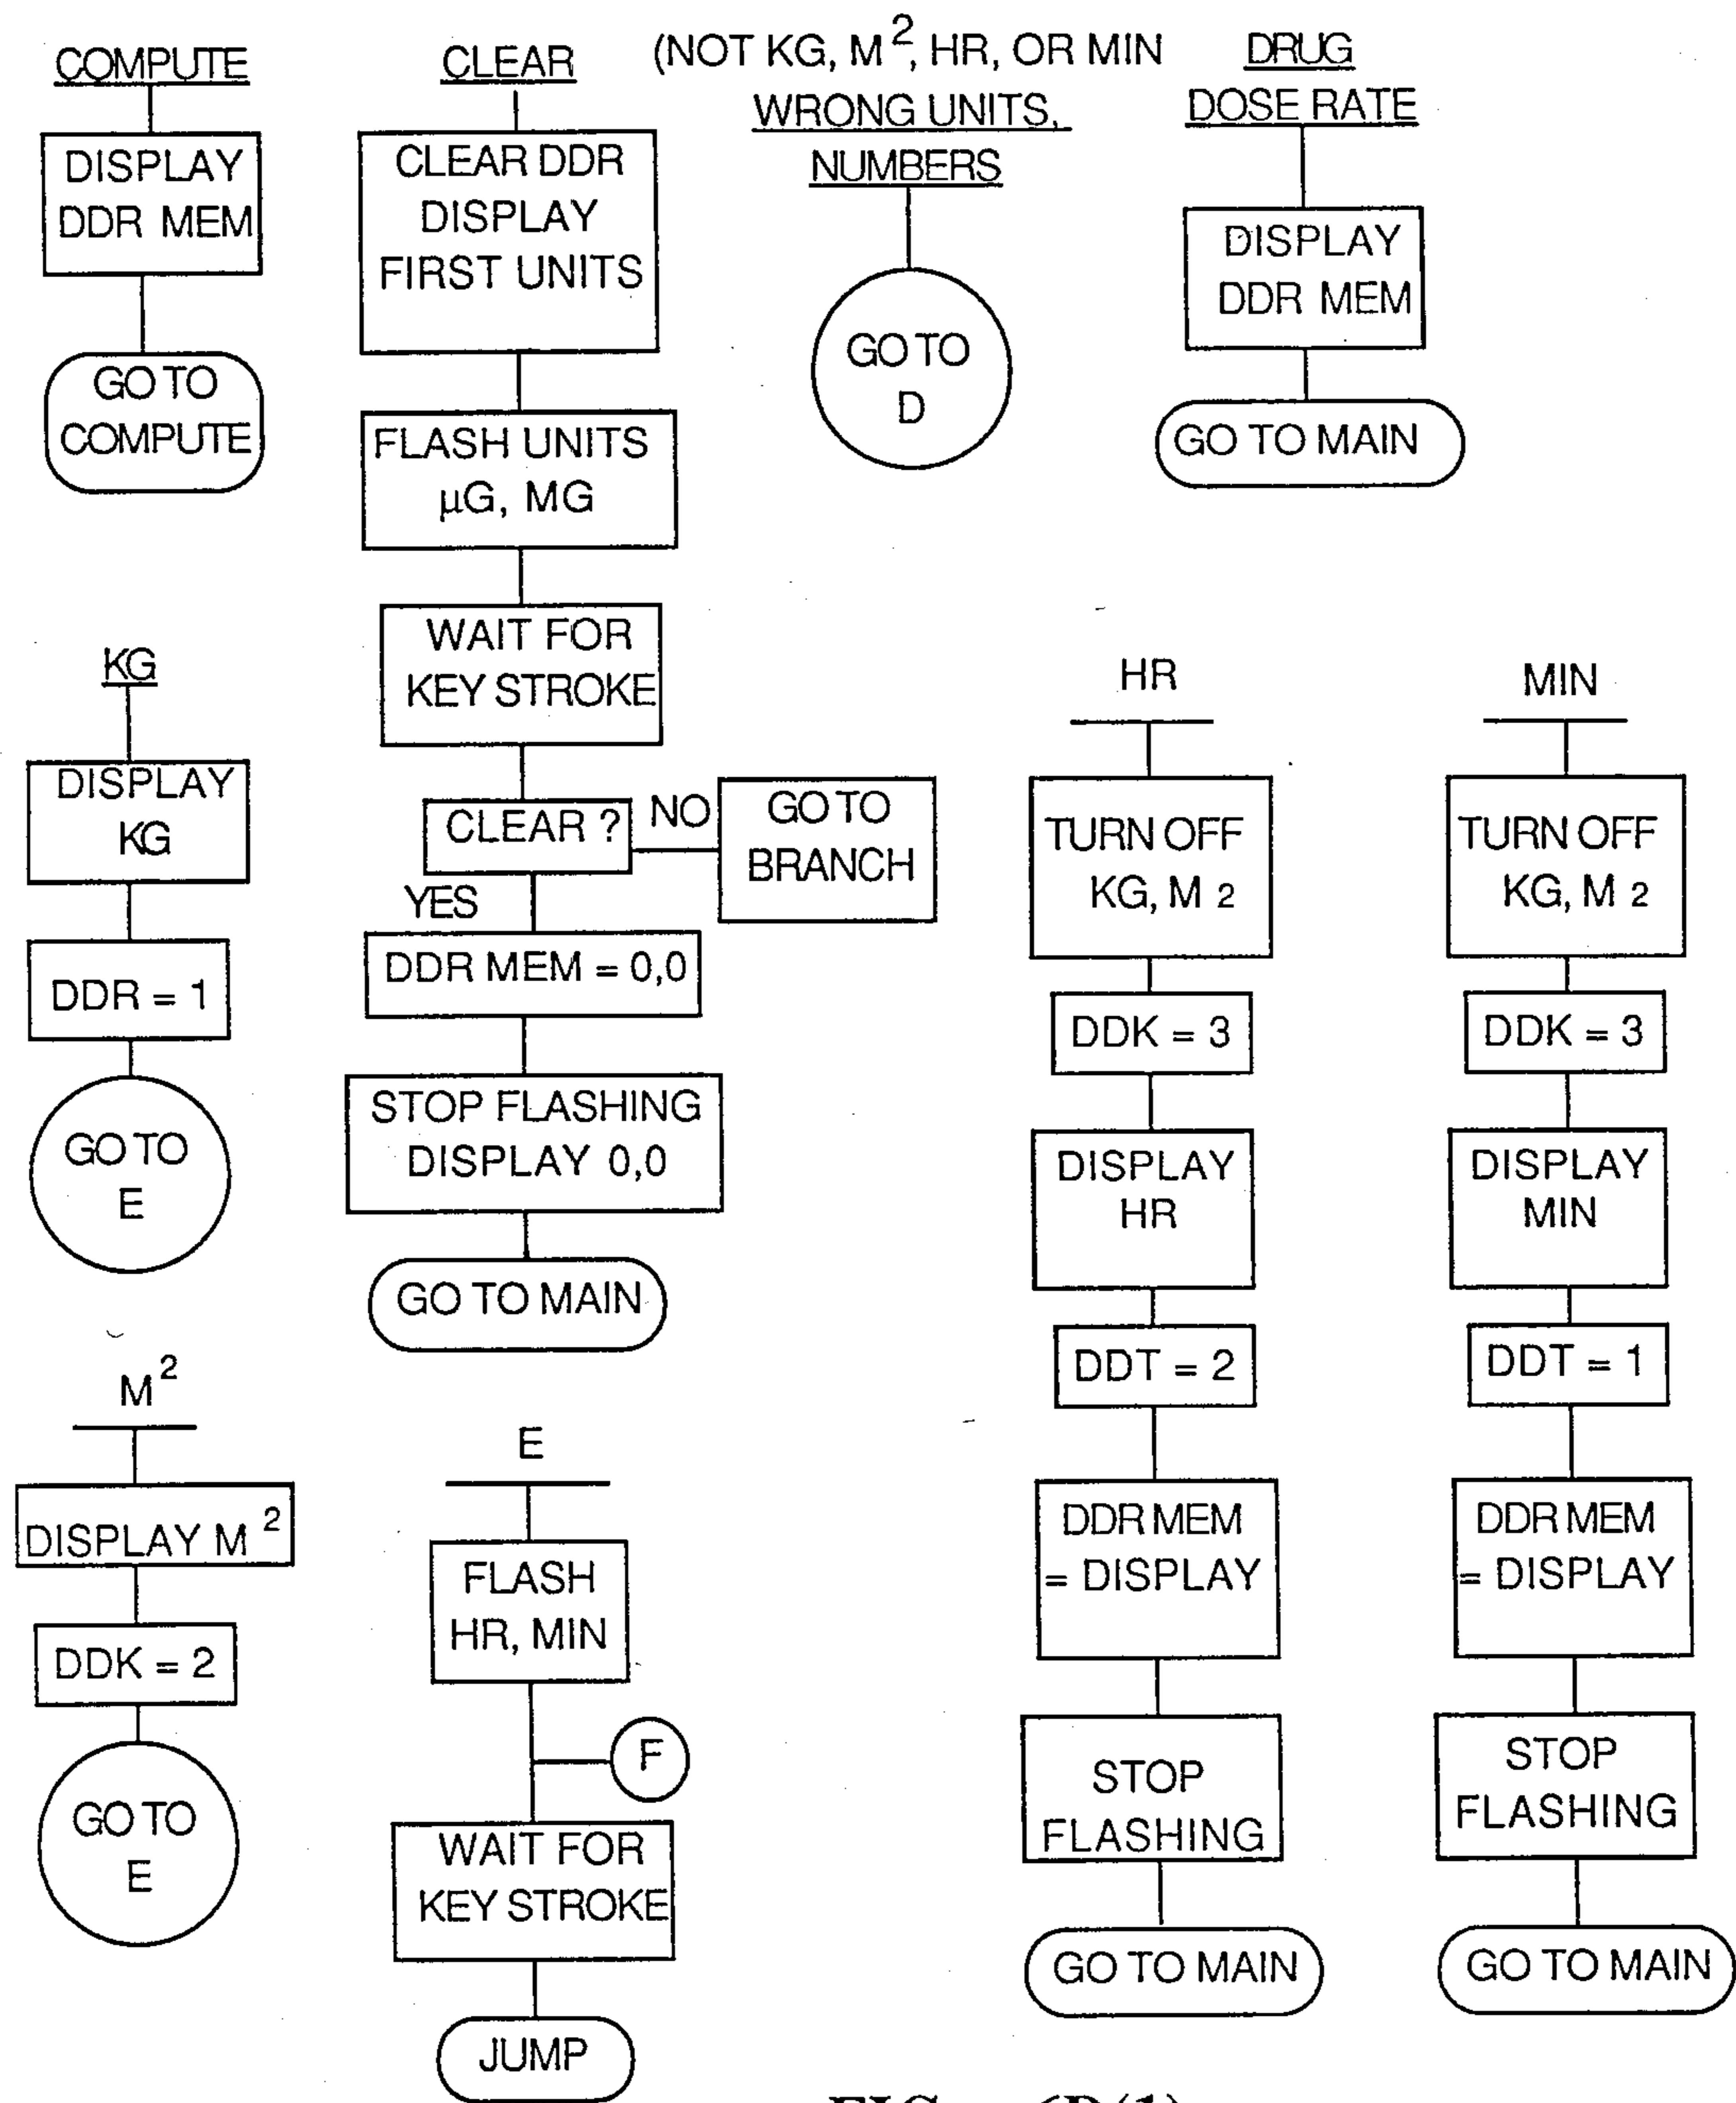 COMPUTE
DISPLAY
DDR MEM
GO TO
COMPUTE
CLEAR
CLEAR DDR
DISPLAY
FIRST UNITS
FLASH UNITS
µG, MG
WAIT FOR
KEY STROKE
CLEAR ?
NO
GO TO
BRANCH
YES
DDR MEM = 0,0
STOP FLASHING
DISPLAY 0,0
GO TO MAIN
(NOT KG, M², HR, OR MIN
WRONG UNITS,
NUMBERS
GO TO
D
DRUG
DOSE RATE
DISPLAY
DDR MEM
GO TO MAIN
KG
DISPLAY
KG
DDR = 1
GO TO
E
M²
DISPLAY M²
DDK = 2
GO TO
E
E
FLASH
HR, MIN
F
WAIT FOR
KEY STROKE
JUMP
HR
TURN OFF
KG, M 2
DDK = 3
DISPLAY
HR
DDT = 2
DDR MEM
= DISPLAY
STOP
FLASHING
GO TO MAIN
MIN
TURN OFF
KG, M 2
DDK = 3
DISPLAY
MIN
DDT = 1
DDR MEM
= DISPLAY
STOP
FLASHING
GO TO MAIN